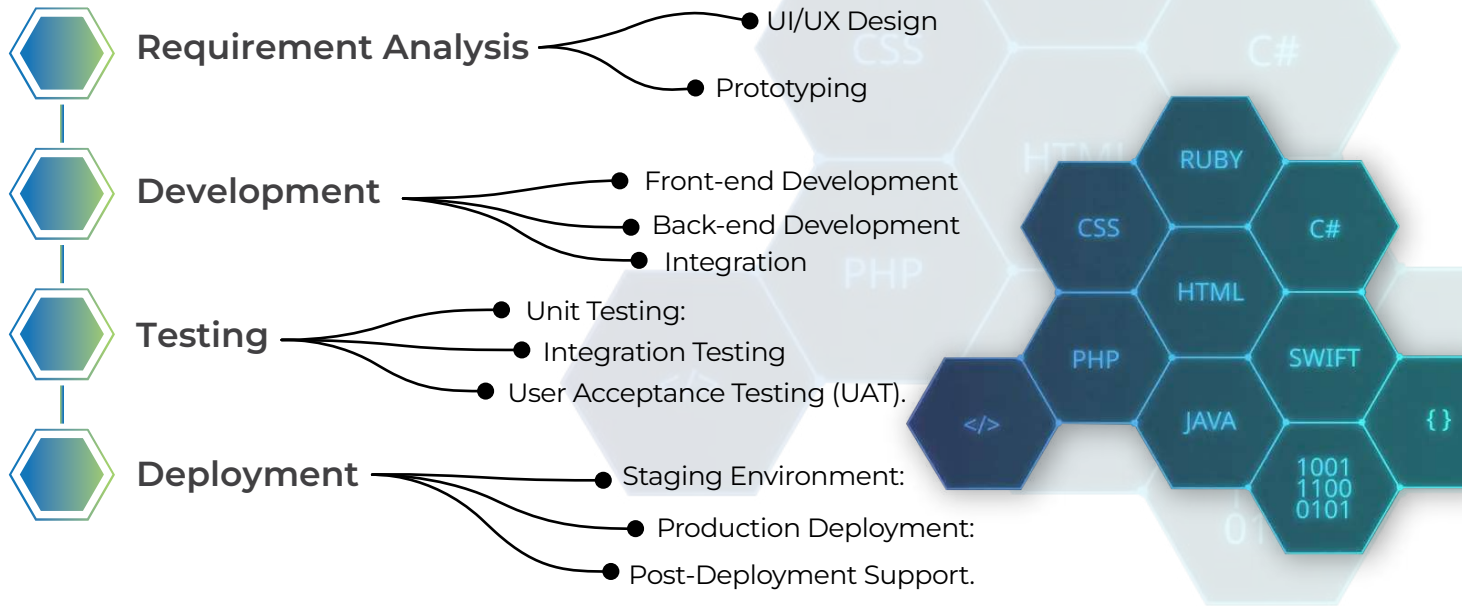 Requirement Analysis
UI/UX Design
Prototyping
Development
Front-end Development
Back-end Development
Integration
Testing
Unit Testing:
Integration Testing
User Acceptance Testing (UAT).
Deployment
Staging Environment:
Production Deployment:
Post-Deployment Support.
CSS
C#
HTML
PHP
</>
01
RUBY
CSS
C#
HTML
PHP
SWIFT
</>
JAVA
{ }
1001
1100
0101